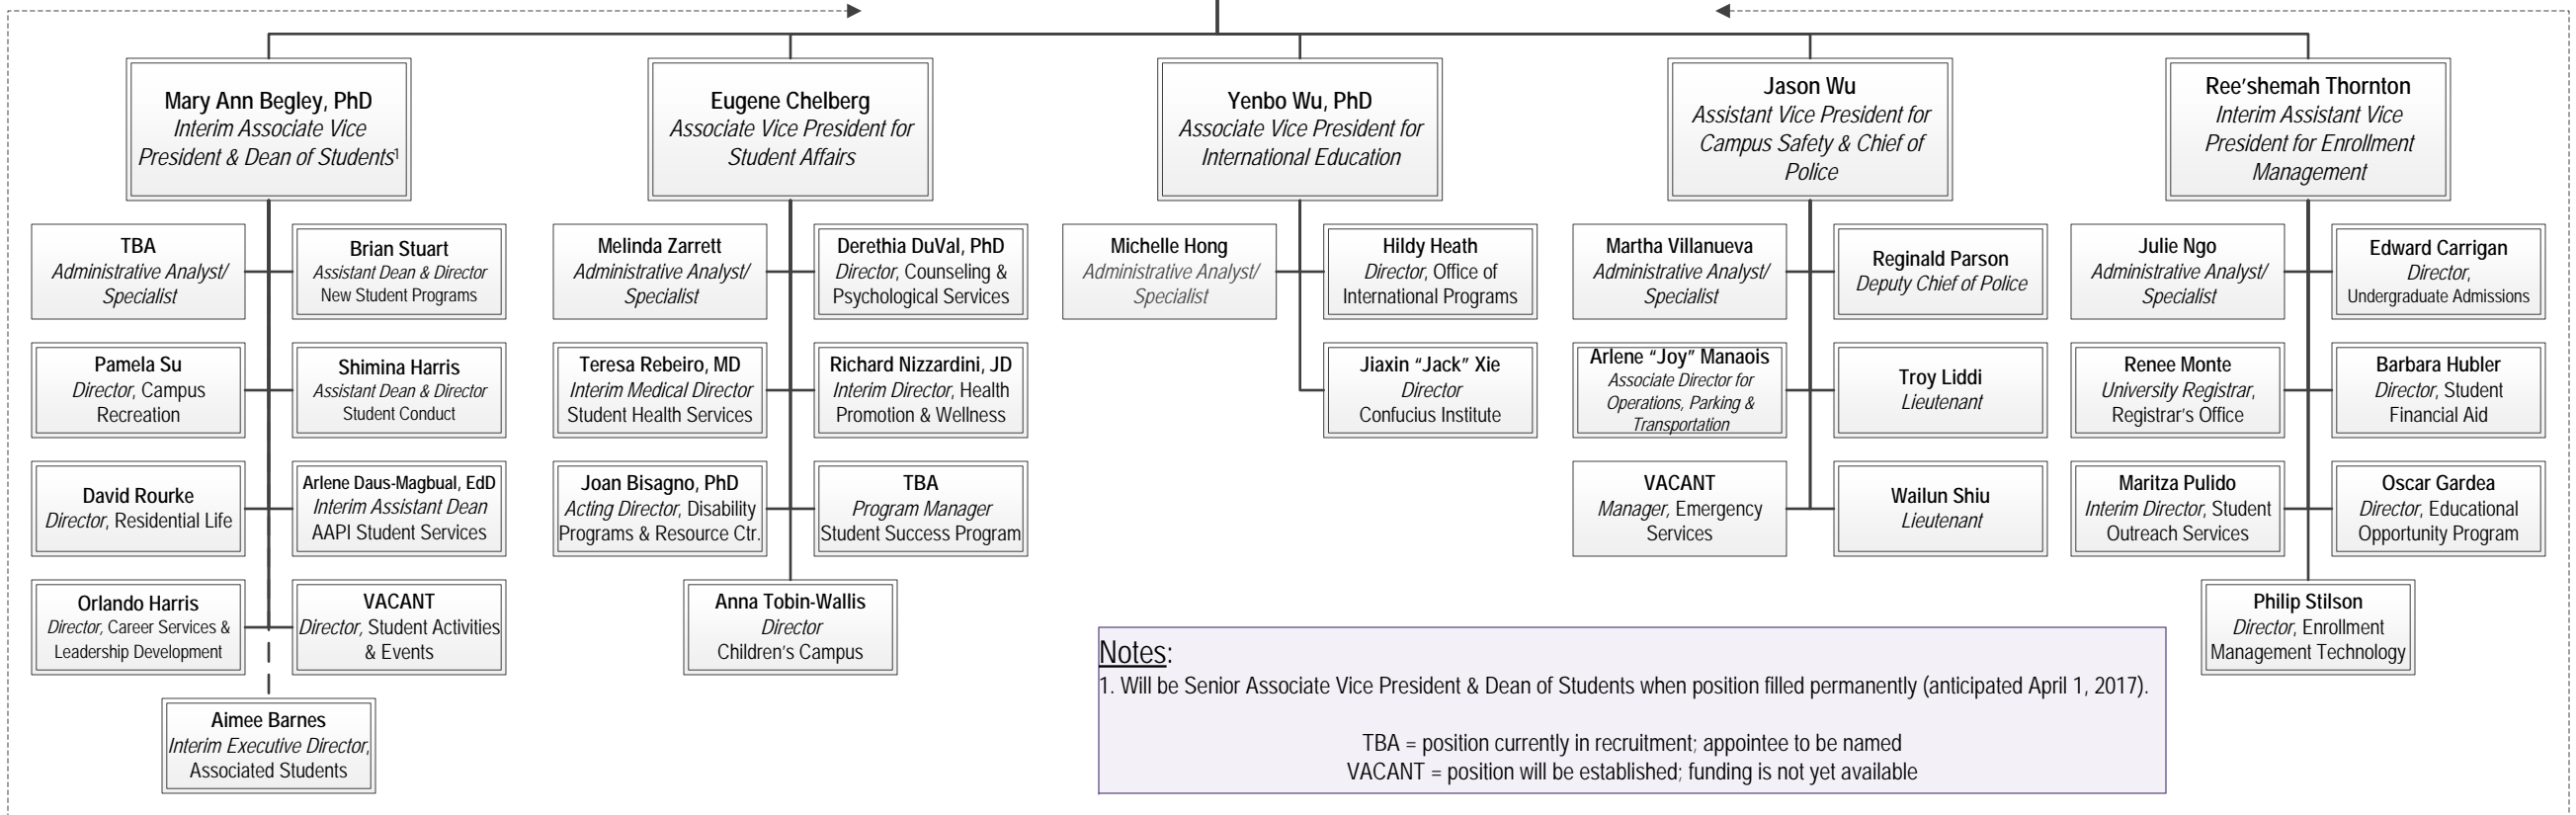 Mary Ann Begley, PhD
Interim Associate Vice
President & Dean of Students1
Eugene Chelberg
Associate Vice President for
Student Affairs
Yenbo Wu, PhD
Associate Vice President for
International Education
Jason Wu
Assistant Vice President for
Campus Safety & Chief of
Police
Ree'shemah Thornton
Interim Assistant Vice
President for Enrollment
Management
TBA
Administrative Analyst/
Specialist
Brian Stuart
Assistant Dean & Director
New Student Programs
Pamela Su
Director, Campus
Recreation
Shimina Harris
Assistant Dean & Director
Student Conduct
David Rourke
Director, Residential Life
Arlene Daus-Magbual, EdD
Interim Assistant Dean
AAPI Student Services
Orlando Harris
Director, Career Services &
Leadership Development
VACANT
Director, Student Activities
& Events
Aimee Barnes
Interim Executive Director,
Associated Students
Melinda Zarrett
Administrative Analyst/
Specialist
Derethia DuVal, PhD
Director, Counseling &
Psychological Services
Teresa Rebeiro, MD
Interim Medical Director
Student Health Services
Richard Nizzardini, JD
Interim Director, Health
Promotion & Wellness
Joan Bisagno, PhD
Acting Director, Disability
Programs & Resource Ctr.
TBA
Program Manager
Student Success Program
Anna Tobin-Wallis
Director
Children's Campus
Michelle Hong
Administrative Analyst/
Specialist
Hildy Heath
Director, Office of
International Programs
Jiaxin “Jack” Xie
Director
Confucius Institute
Martha Villanueva
Administrative Analyst/
Specialist
Reginald Parson
Deputy Chief of Police
Arlene “Joy” Manaois
Associate Director for
Operations, Parking &
Transportation
Troy Liddi
Lieutenant
VACANT
Manager, Emergency
Services
Wailun Shiu
Lieutenant
Julie Ngo
Administrative Analyst/
Specialist
Edward Carrigan
Director,
Undergraduate Admissions
Renee Monte
University Registrar,
Registrar's Office
Barbara Hubler
Director, Student
Financial Aid
Maritza Pulido
Interim Director, Student
Outreach Services
Oscar Gardea
Director, Educational
Opportunity Program
Philip Stilson
Director, Enrollment
Management Technology
Notes:
1. Will be Senior Associate Vice President & Dean of Students when position filled permanently (anticipated April 1, 2017).
TBA = position currently in recruitment; appointee to be named
VACANT = position will be established; funding is not yet available